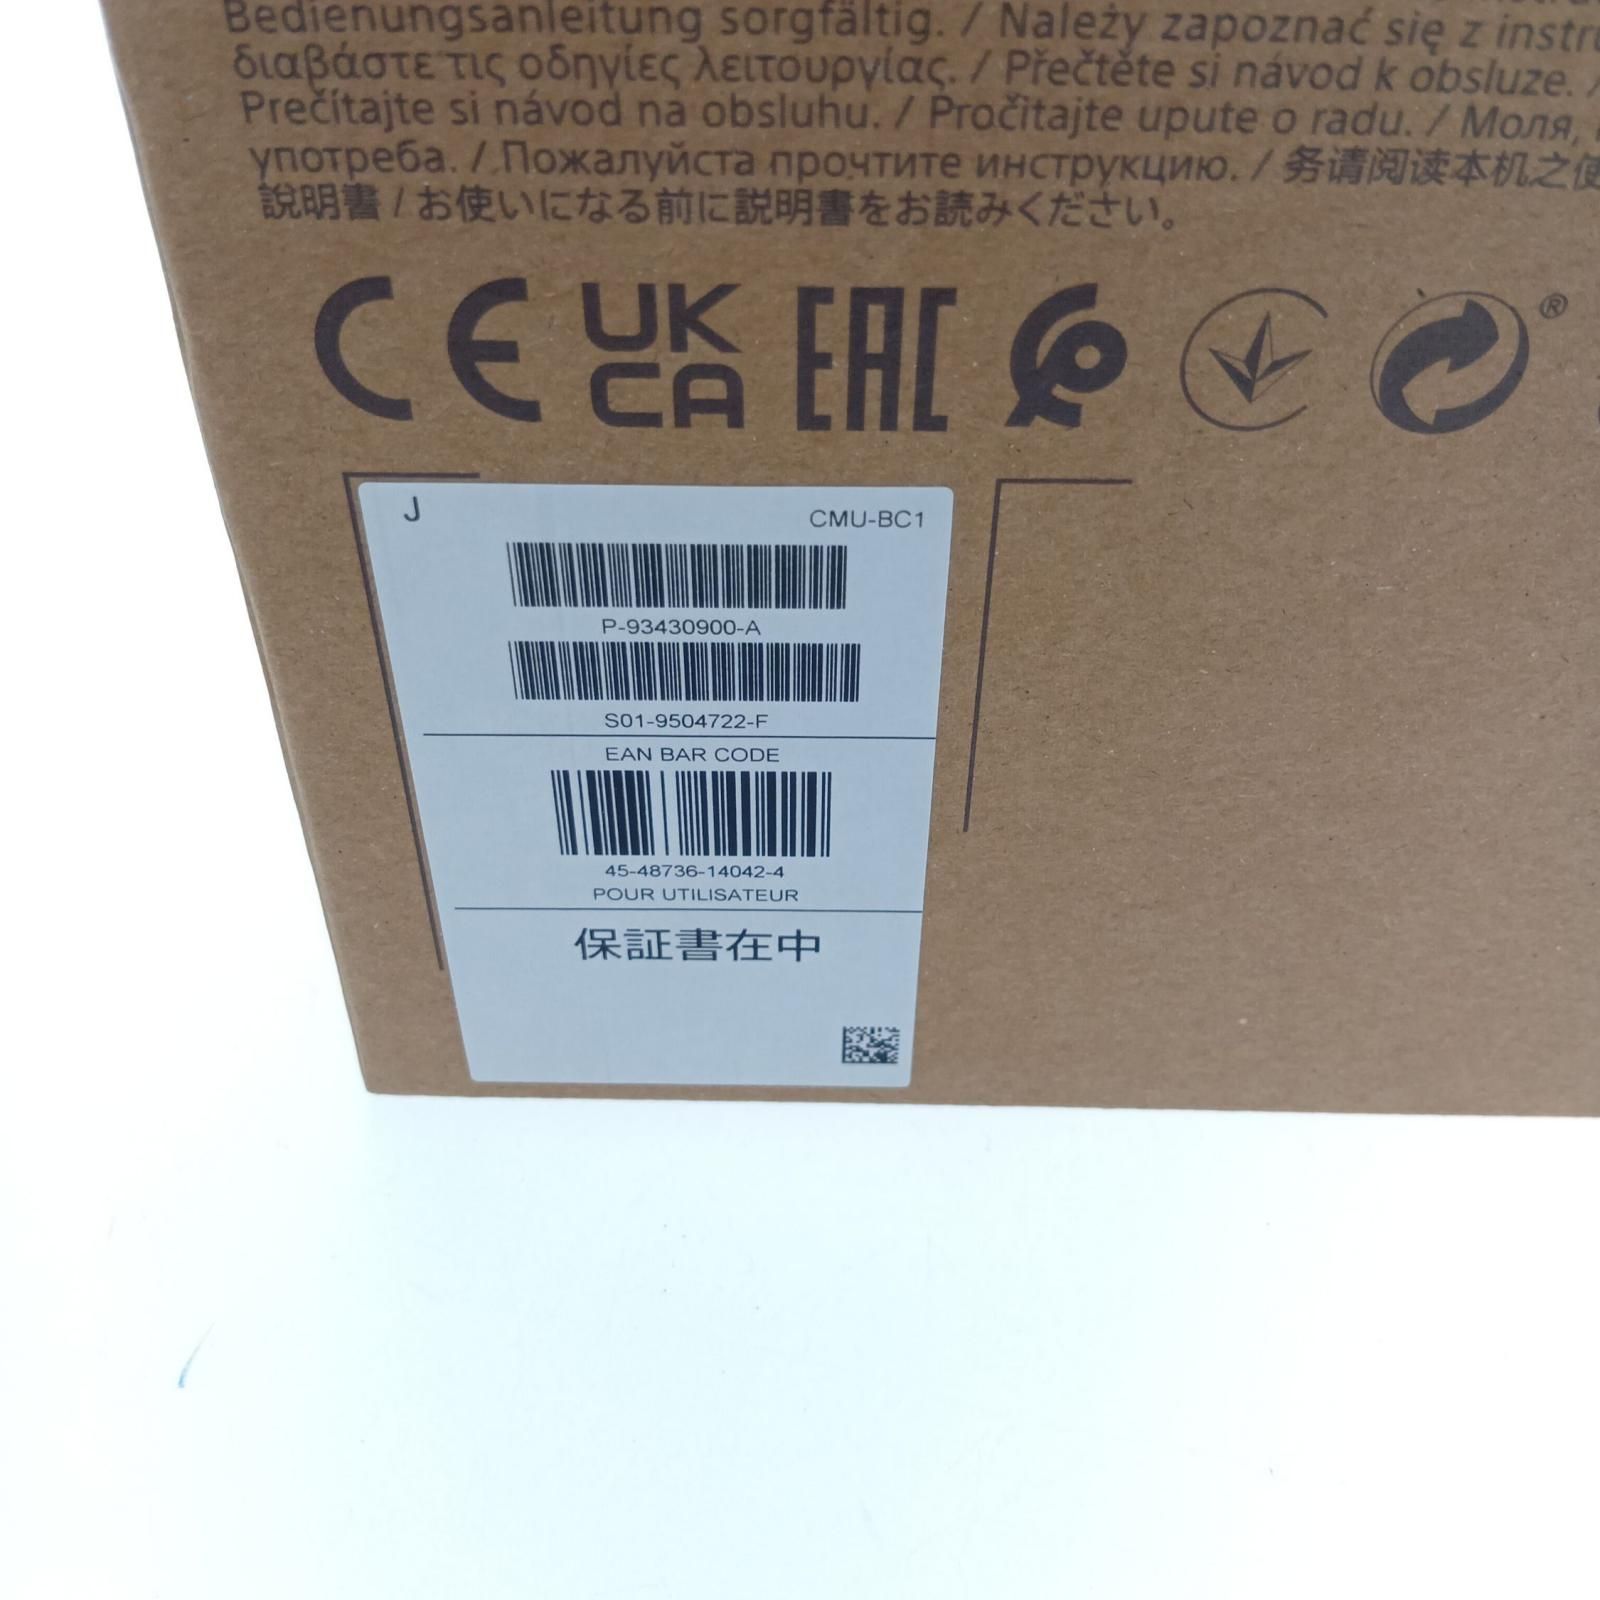 Bedienungsanleitung sorgfältig. / Należy zapoznać się z
διαβάστε τις οδηγίες λειτουργίας. / Přečtěte si návod k obsluze. /
Prečítajte si návod na obsluhu. / Pročitajte upute o radu. / Моля,
употреба. / Пожалуйста прочтите инструкцию. / 务请阅读本机之使
説明書 / お使いになる前に説明書をお読みください。
CE UK CA EAC ®
J CMU-BC1
P-93430900-A
S01-9504722-F
EAN BAR CODE
45-48736-14042-4
POUR UTILISATEUR
保証書在中